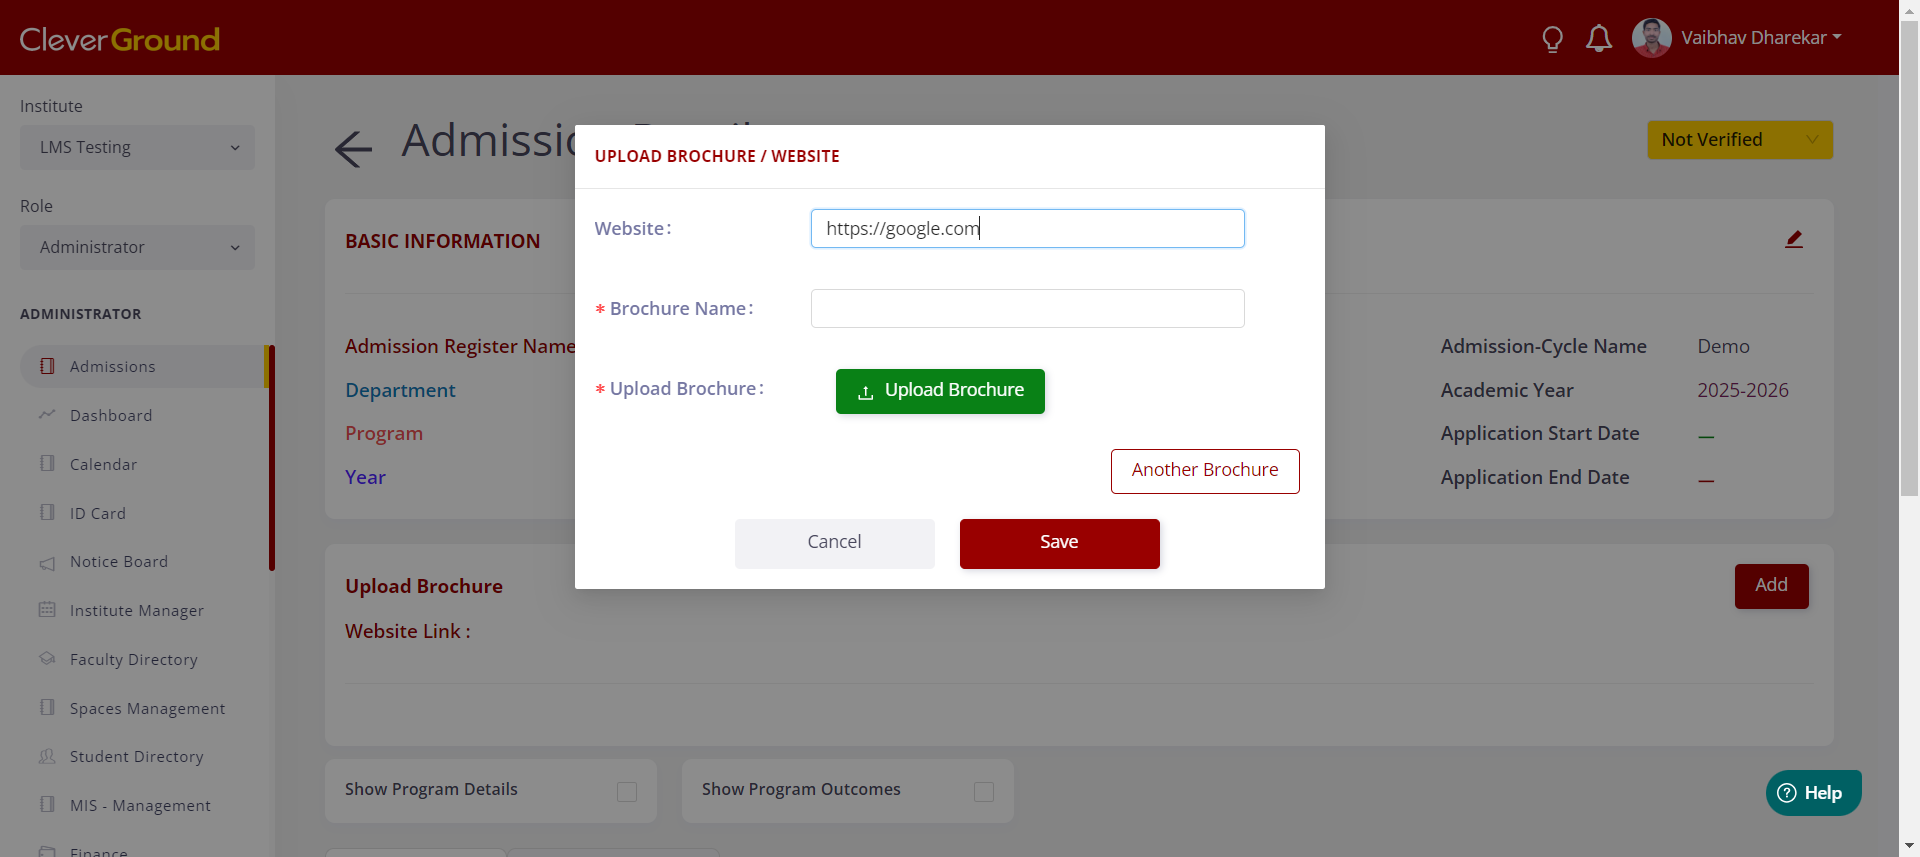 CleverGround
Vaibhav Dharekar
Institute
LMS Testing
Role
Administrator
ADMINISTRATOR
Admissions
Dashboard
Calendar
ID Card
Notice Board
Institute Manager
Faculty Directory
Spaces Management
Student Directory
MIS - Management
Finance
Not Verified
BASIC INFORMATION
Admission Register Name
Department
Program
Year
Admission-Cycle Name Demo
Academic Year 2025-2026
Application Start Date —
Application End Date —
UPLOAD BROCHURE / WEBSITE
Website: https://google.com
* Brochure Name:
* Upload Brochure: Upload Brochure
Another Brochure
Cancel Save
Upload Brochure Add
Website Link :
Show Program Details
Show Program Outcomes
Help